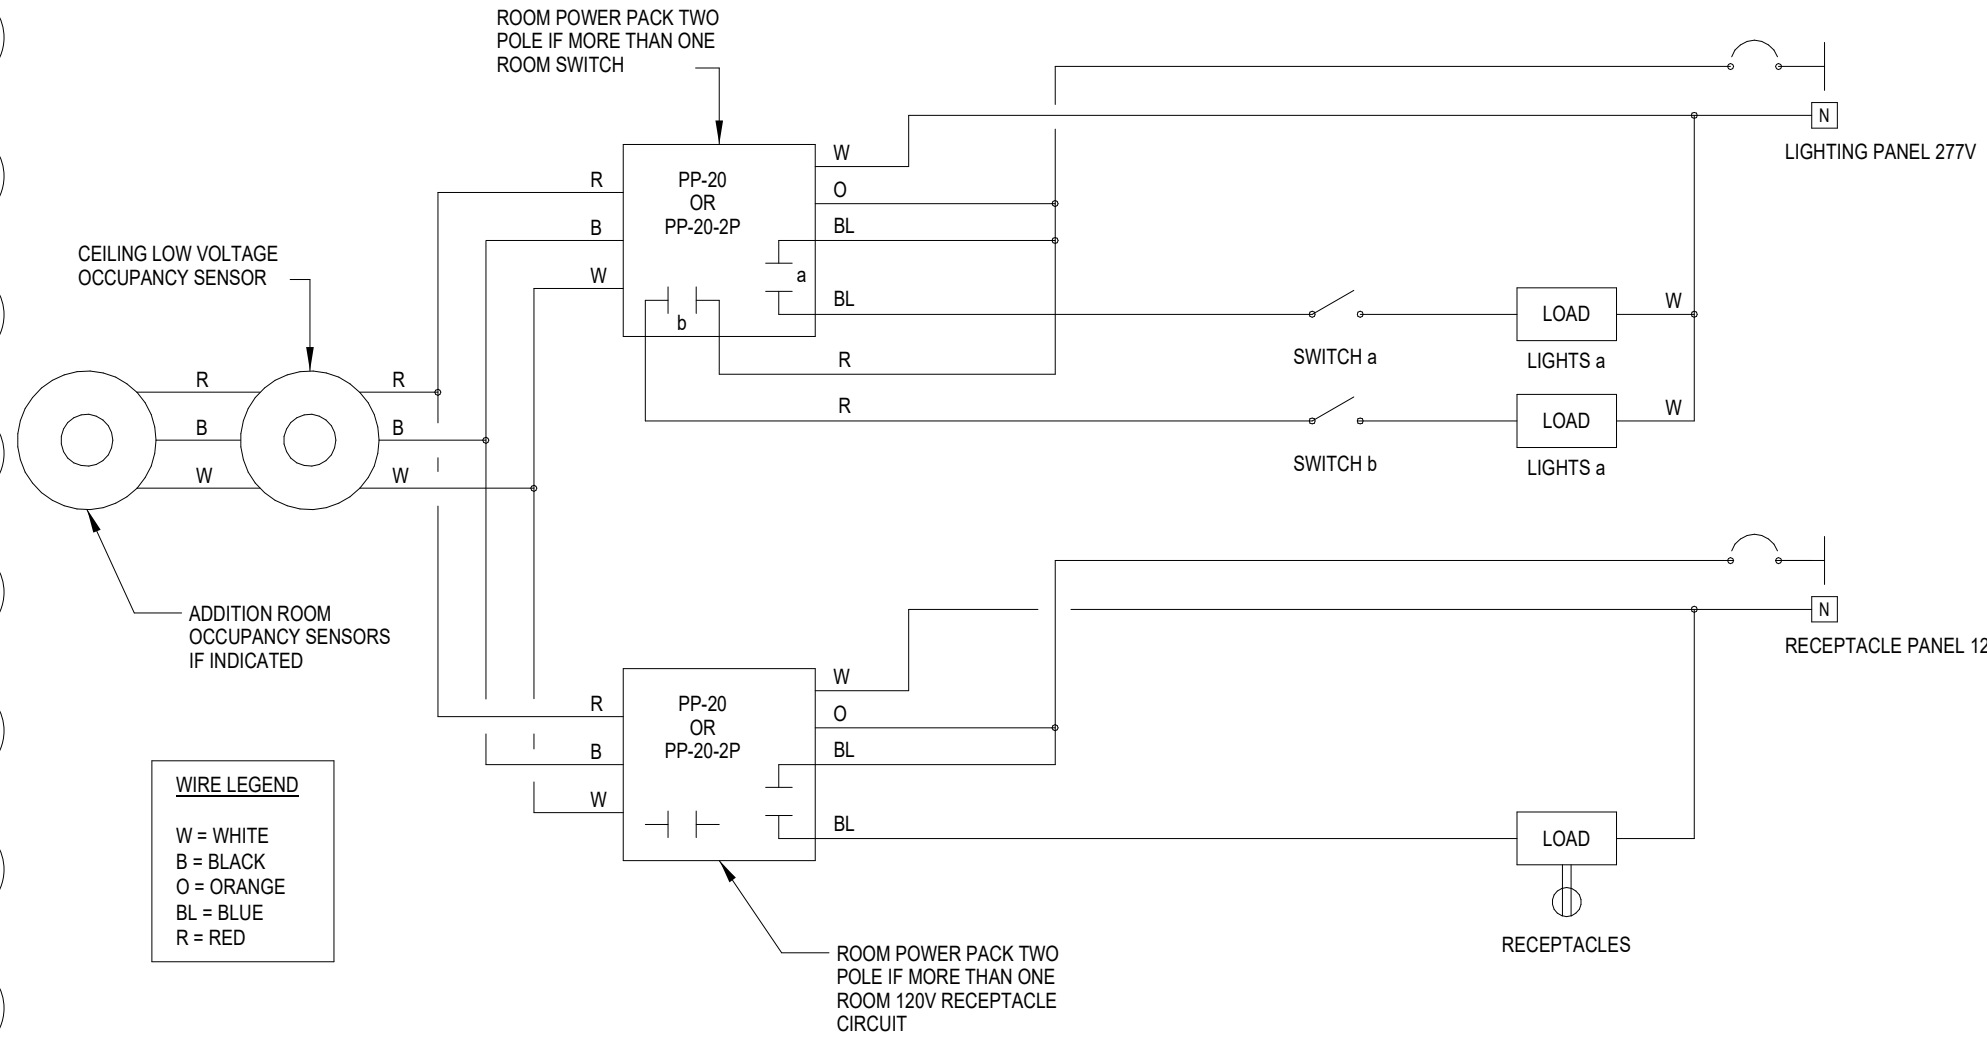 ROOM POWER PACK TWO
POLE IF MORE THAN ONE
ROOM SWITCH
N
LIGHTING PANEL 277V
W
O
BL
BL
R
R
PP-20
OR
PP-20-2P
a
b
R
B
W
CEILING LOW VOLTAGE
OCCUPANCY SENSOR
LOAD
W
SWITCH a
LIGHTS a
LOAD
W
SWITCH b
LIGHTS a
R
B
W
R
B
W
ADDITION ROOM
OCCUPANCY SENSORS
IF INDICATED
N
RECEPTACLE PANEL 12
R
B
W
PP-20
OR
PP-20-2P
W
O
BL
BL
LOAD
RECEPTACLES
WIRE LEGEND
W = WHITE
B = BLACK
O = ORANGE
BL = BLUE
R = RED
ROOM POWER PACK TWO
POLE IF MORE THAN ONE
ROOM 120V RECEPTACLE
CIRCUIT